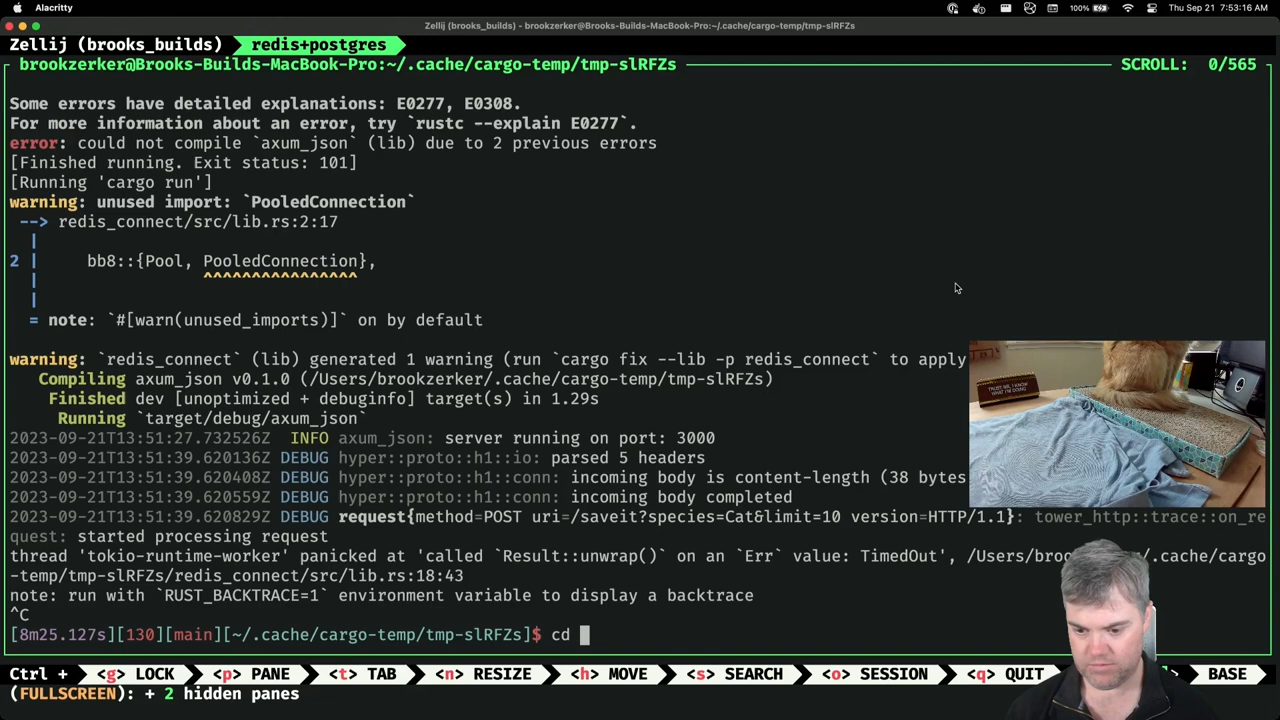 Alacritty
100%
Thu Sep 21 7:53:16 AM
Zellij (brooks_builds) brookzerker@Brooks-Builds-MacBook-Pro:~/.cache/cargo-temp/tmp-slRFZs
Zellij (brooks_builds) redis+postgres
brookzerker@Brooks-Builds-MacBook-Pro:~/.cache/cargo-temp/tmp-slRFZs SCROLL: 0/565
Some errors have detailed explanations: E0277, E0308.
For more information about an error, try `rustc --explain E0277`.
error: could not compile `axum_json` (lib) due to 2 previous errors
[Finished running. Exit status: 101]
[Running 'cargo run']
warning: unused import: `PooledConnection`
--> redis_connect/src/lib.rs:2:17
|
2 | bb8::{Pool, PooledConnection},
| ^^^^^^^^^^^^^^^^
|
= note: `#[warn(unused_imports)]` on by default
warning: `redis_connect` (lib) generated 1 warning (run `cargo fix --lib -p redis_connect` to apply
Compiling axum_json v0.1.0 (/Users/brookzerker/.cache/cargo-temp/tmp-slRFZs)
Finished dev [unoptimized + debuginfo] target(s) in 1.29s
Running `target/debug/axum_json`
2023-09-21T13:51:27.732526Z INFO axum_json: server running on port: 3000
2023-09-21T13:51:39.620136Z DEBUG hyper::proto::h1::io: parsed 5 headers
2023-09-21T13:51:39.620408Z DEBUG hyper::proto::h1::conn: incoming body is content-length (38 bytes
2023-09-21T13:51:39.620559Z DEBUG hyper::proto::h1::conn: incoming body completed
2023-09-21T13:51:39.620829Z DEBUG request{method=POST uri=/saveit?species=Cat&limit=10 version=HTTP/1.1}: tower_http::trace::on_re
quest: started processing request
thread 'tokio-runtime-worker' panicked at 'called `Result::unwrap()` on an `Err` value: TimedOut', /Users/broo .cache/cargo
-temp/tmp-slRFZs/redis_connect/src/lib.rs:18:43
note: run with `RUST_BACKTRACE=1` environment variable to display a backtrace
^C
[8m25.127s][130][main][~/.cache/cargo-temp/tmp-slRFZs]$ cd
Ctrl + <g> LOCK <p> PANE <t> TAB <n> RESIZE <h> MOVE <s> SEARCH <o> SESSION <q> QUIT BASE
(FULLSCREEN): + 2 hidden panes
TRUST ME, I KNOW
WHAT I'M DOING